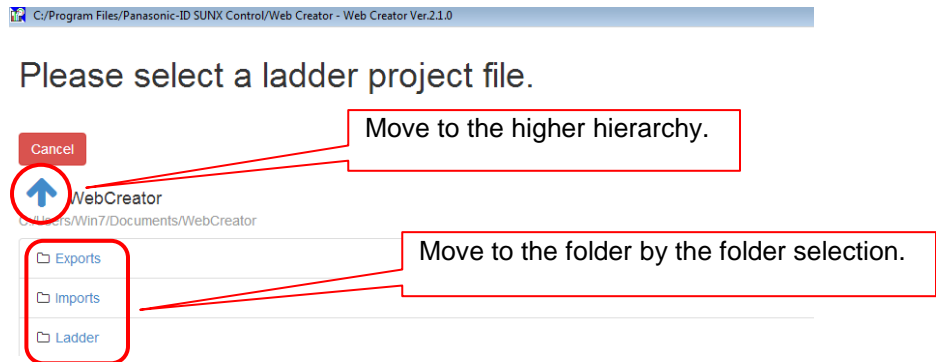 C:/Program Files/Panasonic-ID SUNX Control/Web Creator - Web Creator Ver.2.1.0
Please select a ladder project file.
Move to the higher hierarchy.
Cancel
WebCreator
C:/Users/Win7/Documents/WebCreator
Move to the folder by the folder selection.
Exports
Imports
Ladder